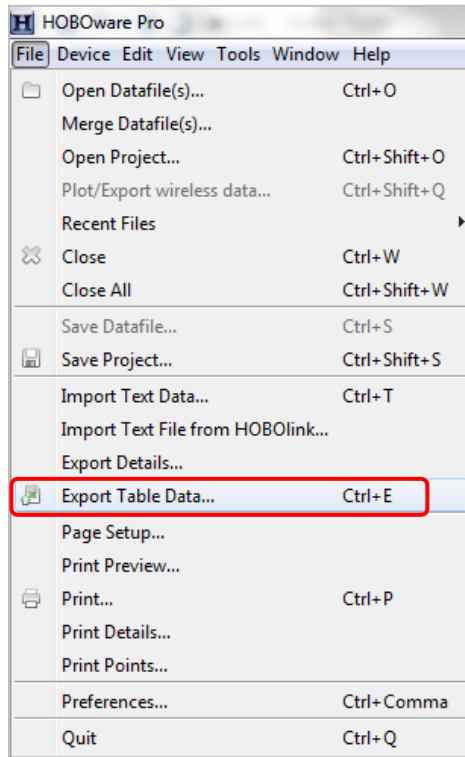 HOBOware Pro
File Device Edit View Tools Window Help
Open Datafile(s)... Ctrl+O
Merge Datafile(s)...
Open Project... Ctrl+Shift+O
Plot/Export wireless data... Ctrl+Shift+Q
Recent Files
Close Ctrl+W
Close All Ctrl+Shift+W
Save Datafile... Ctrl+S
Save Project... Ctrl+Shift+S
Import Text Data... Ctrl+T
Import Text File from HOBOlink...
Export Details...
Export Table Data... Ctrl+E
Page Setup...
Print Preview...
Print... Ctrl+P
Print Details...
Print Points...
Preferences... Ctrl+Comma
Quit Ctrl+Q